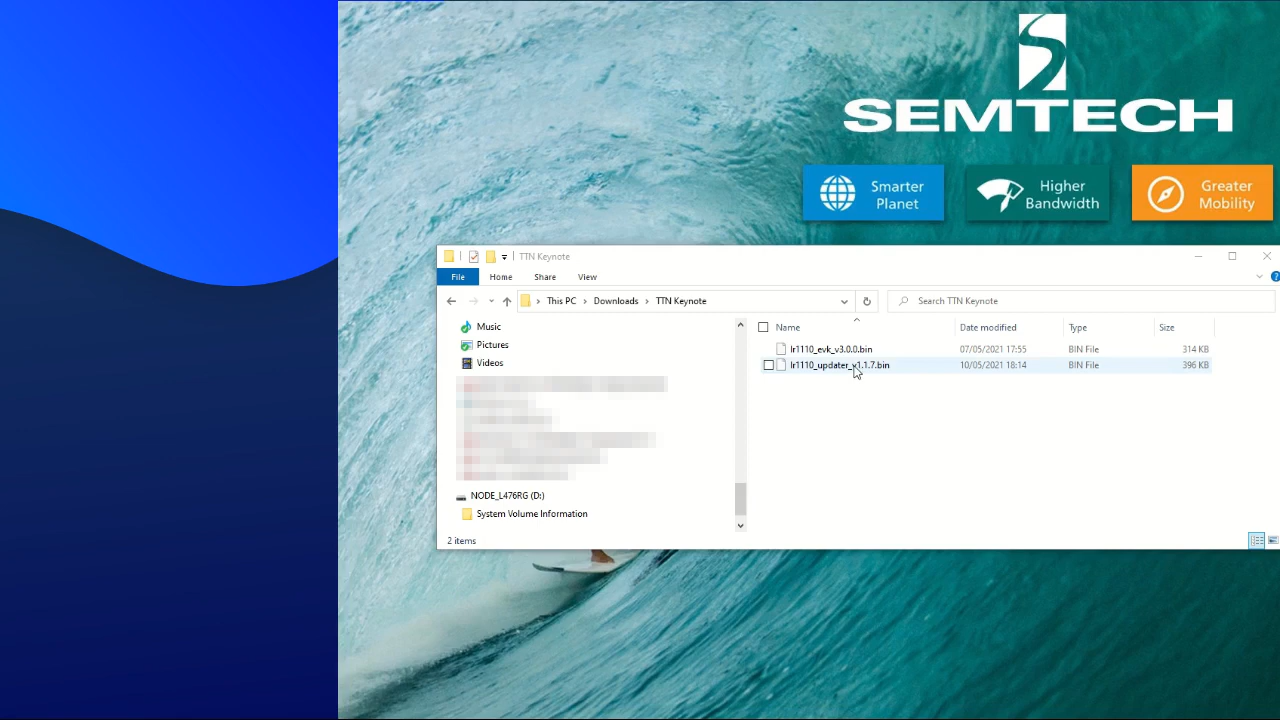 SEMTECH
Smarter
Planet
Higher
Bandwidth
Greater
Mobility
TTN Keynote
File Home Share View
This PC > Downloads > TTN Keynote
Search TTN Keynote
Music
Pictures
Videos
NODE_L476RG (D:)
System Volume Information
Name Date modified Type Size
lr1110_evk_v3.0.0.bin 07/05/2021 17:55 BIN File 314 KB
lr1110_updater_v1.1.7.bin 10/05/2021 18:14 BIN File 396 KB
2 items